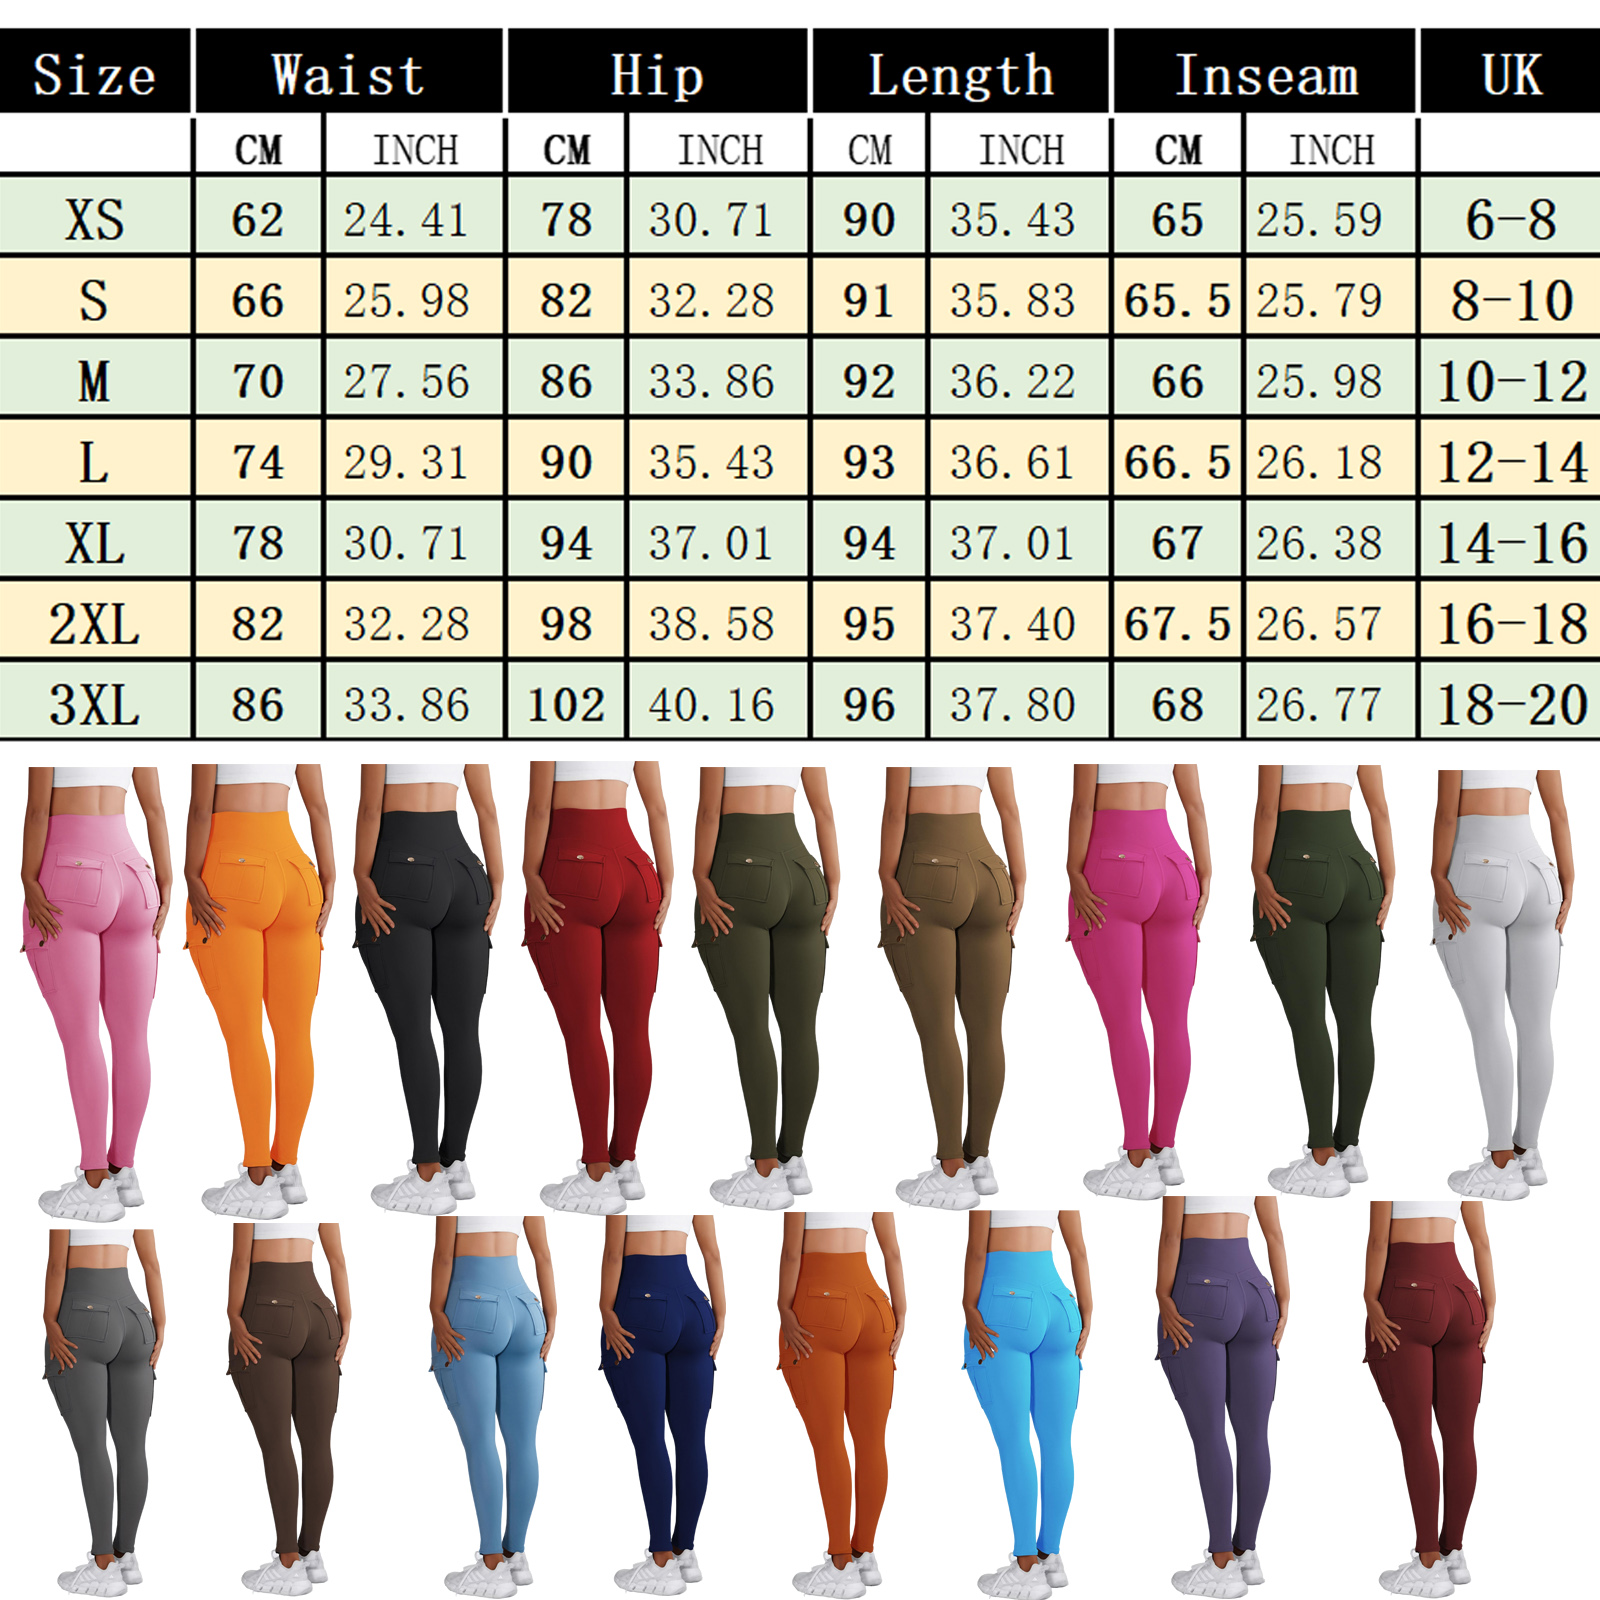 Size Waist Hip Length Inseam UK
CM INCH CM INCH CM INCH CM INCH
XS 62 24.41 78 30.71 90 35.43 65 25.59 6-8
S 66 25.98 82 32.28 91 35.83 65.5 25.79 8-10
M 70 27.56 86 33.86 92 36.22 66 25.98 10-12
L 74 29.31 90 35.43 93 36.61 66.5 26.18 12-14
XL 78 30.71 94 37.01 94 37.01 67 26.38 14-16
2XL 82 32.28 98 38.58 95 37.40 67.5 26.57 16-18
3XL 86 33.86 102 40.16 96 37.80 68 26.77 18-20